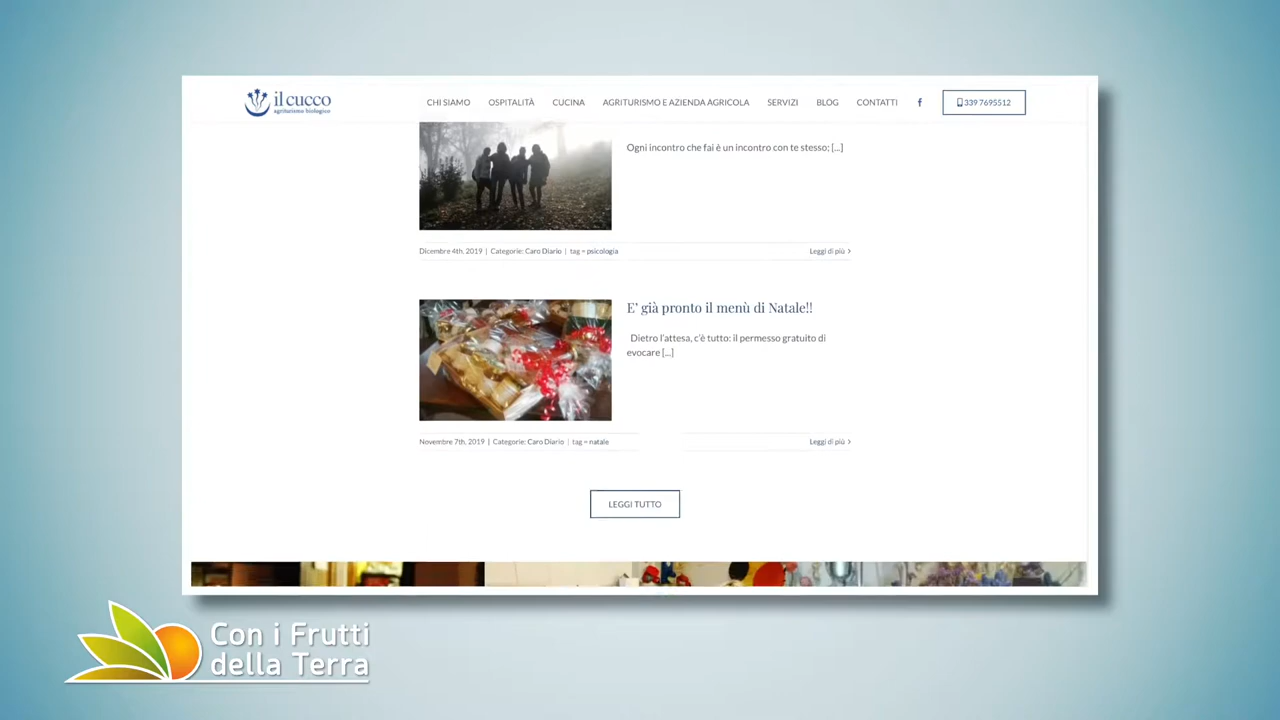 il cucco
agriturismo biologico
CHI SIAMO
OSPITALITÀ
CUCINA
AGRITURISMO E AZIENDA AGRICOLA
SERVIZI
BLOG
CONTATTI
339 7695512
Ogni incontro che fai è un incontro con te stesso; [...]
Dicembre 4th, 2019 | Categorie: Caro Diario | tag = psicologia
Leggi di più
E' già pronto il menù di Natale!!
Dietro l'attesa, c'è tutto: il permesso gratuito di
evocare [...]
Novembre 7th, 2019 | Categorie: Caro Diario | tag = natale
Leggi di più
LEGGI TUTTO
Con i Frutti
della Terra